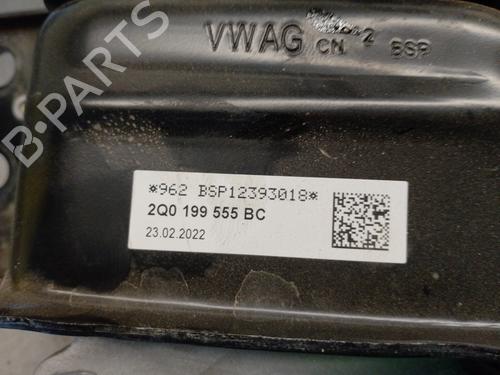 VWAG CN 2 BSP
*962 BSP12393018*
2Q0 199 555 BC
23.02.2022
B-PARTS